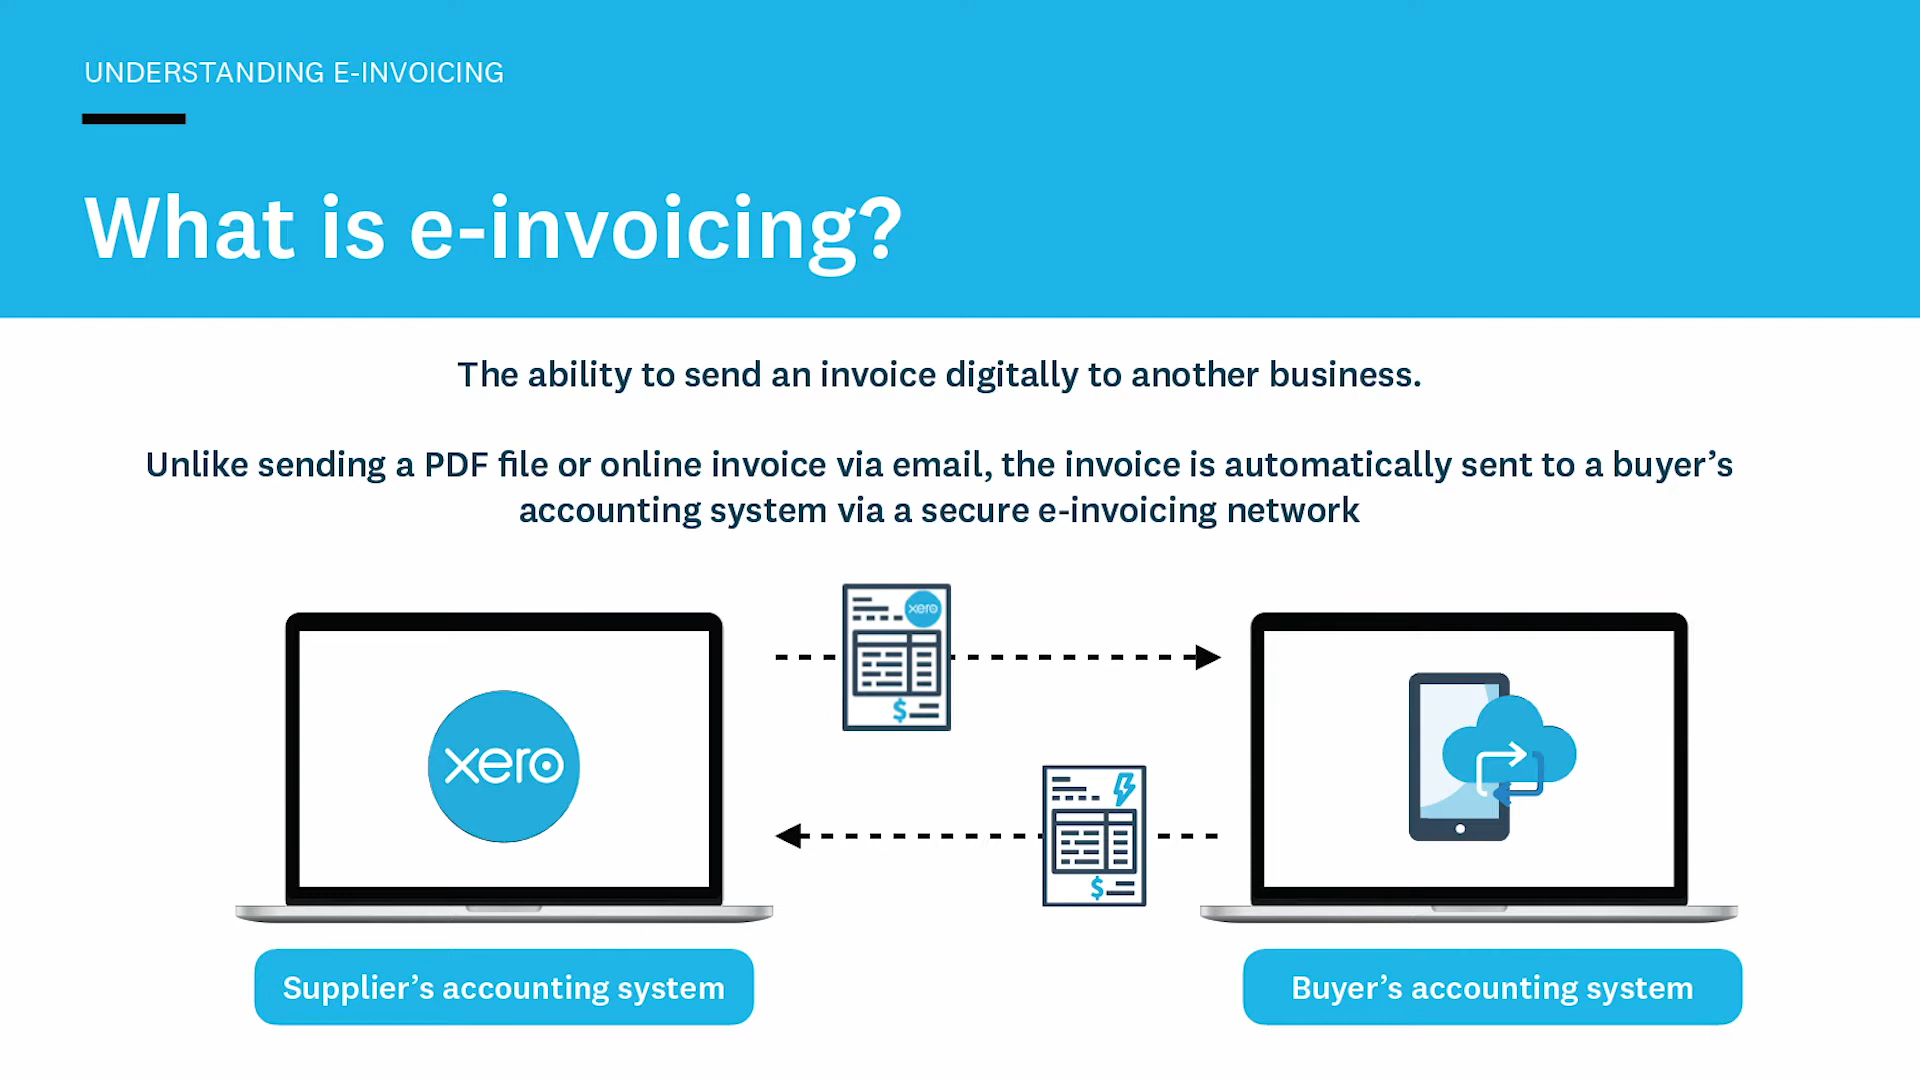 UNDERSTANDING E-INVOICING
What is e-invoicing?
The ability to send an invoice digitally to another business.
Unlike sending a PDF file or online invoice via email, the invoice is automatically sent to a buyer’s
accounting system via a secure e-invoicing network
xero
$
xero
$
Supplier’s accounting system
Buyer’s accounting system